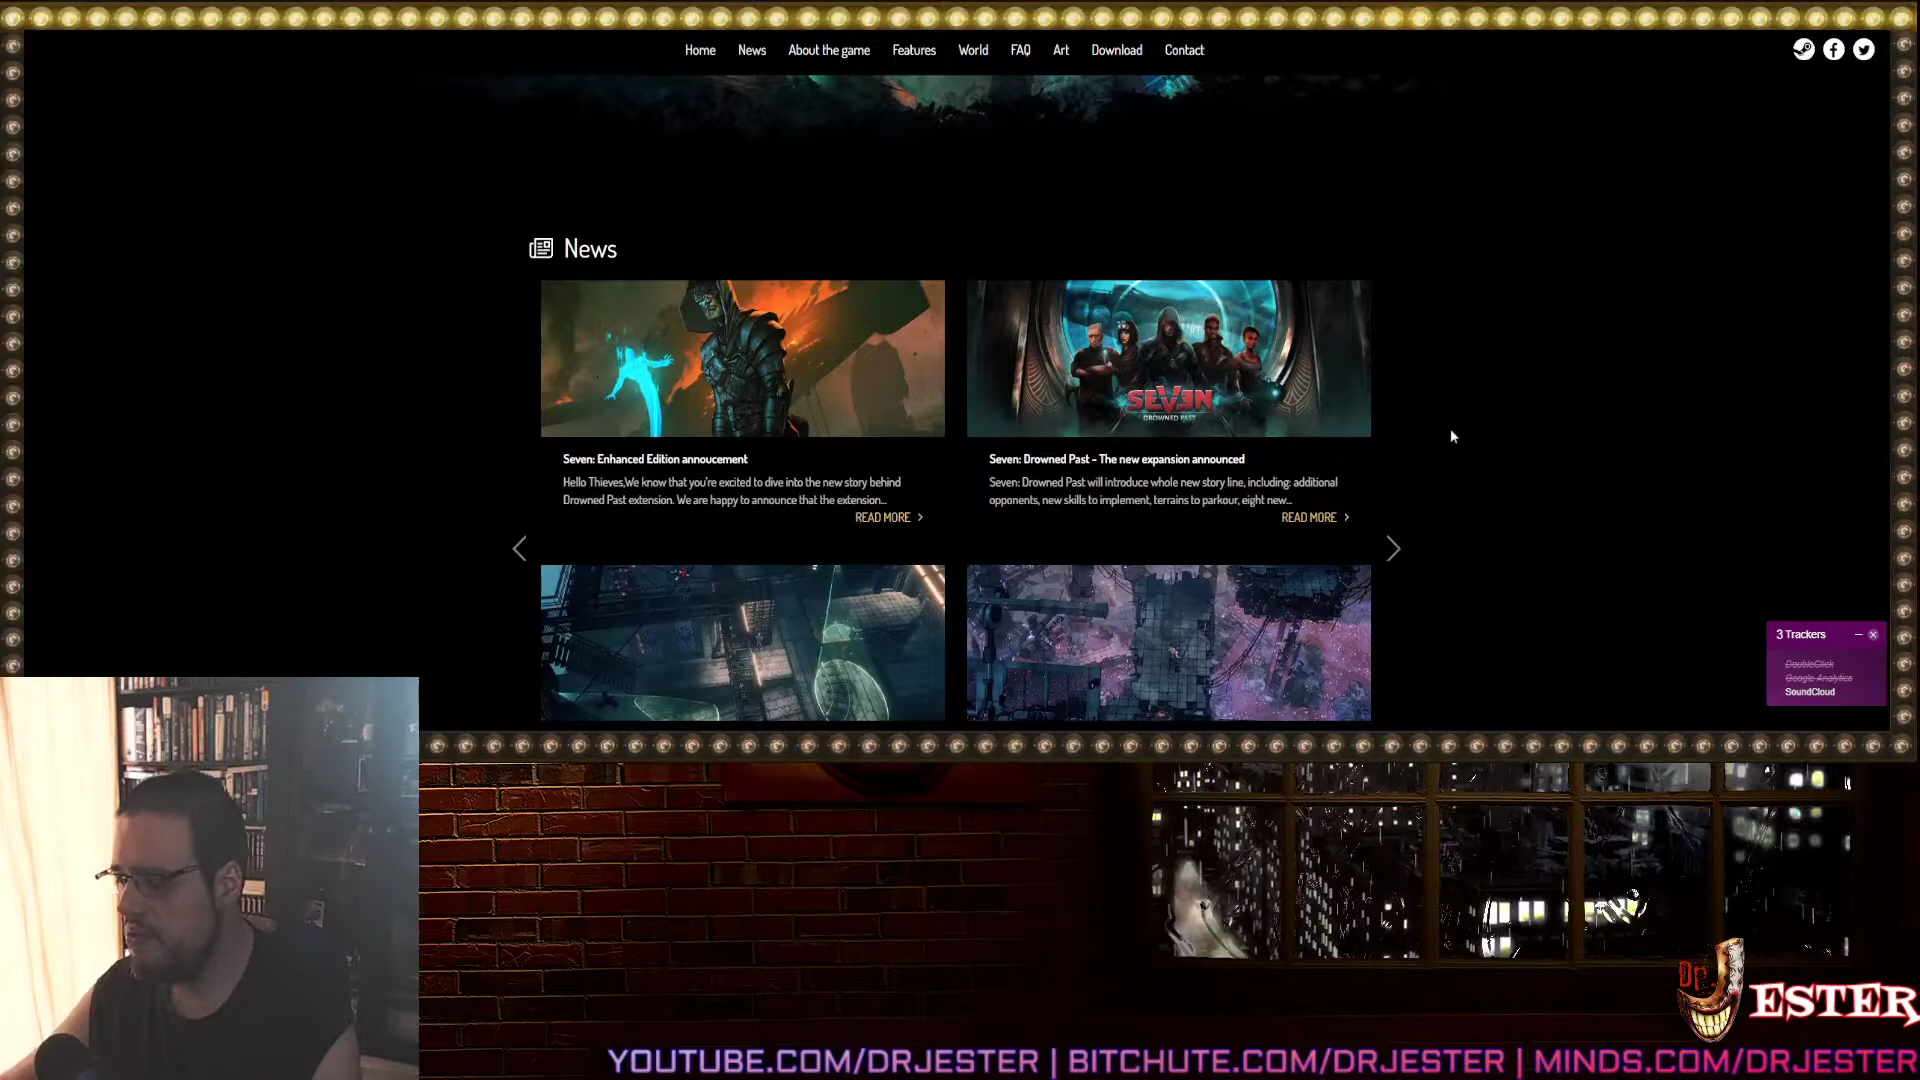 Home News About the game Features World FAQ Art Download Contact
News
SEVEN
DROWNED PAST
Seven: Enhanced Edition annoucement
Hello Thieves,We know that you're excited to dive into the new story behind
Drowned Past extension. We are happy to announce that the extension...
READ MORE
Seven: Drowned Past - The new expansion announced
Seven: Drowned Past will introduce whole new story line, including: additional
opponents, new skills to implement, terrains to parkour, eight new...
READ MORE
3 Trackers
DoubleClick
Google Analytics
SoundCloud
Dr. JESTER
YOUTUBE.COM/DRJESTER | BITCHUTE.COM/DRJESTER | MINDS.COM/DRJESTER